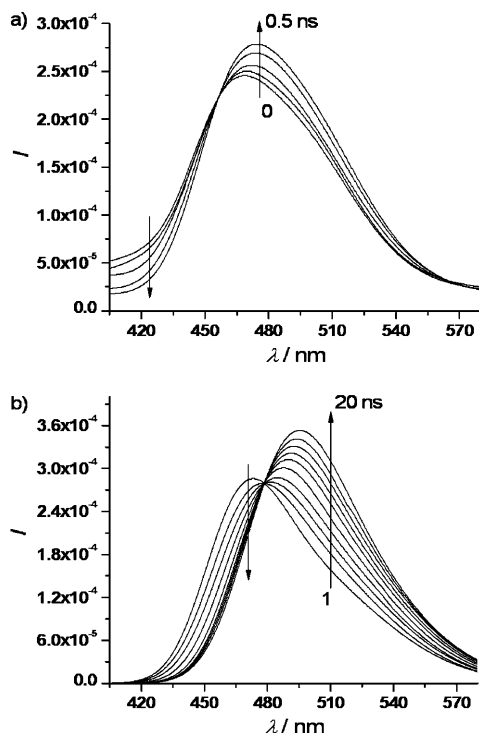 a)
3.0x10⁻⁴
2.5x10⁻⁴
2.0x10⁻⁴
1.5x10⁻⁴
1.0x10⁻⁴
5.0x10⁻⁵
0.0
I
0.5 ns
0
420 450 480 510 540 570
λ / nm
b)
3.6x10⁻⁴
3.0x10⁻⁴
2.4x10⁻⁴
1.8x10⁻⁴
1.2x10⁻⁴
6.0x10⁻⁵
0.0
I
20 ns
1
420 450 480 510 540 570
λ / nm